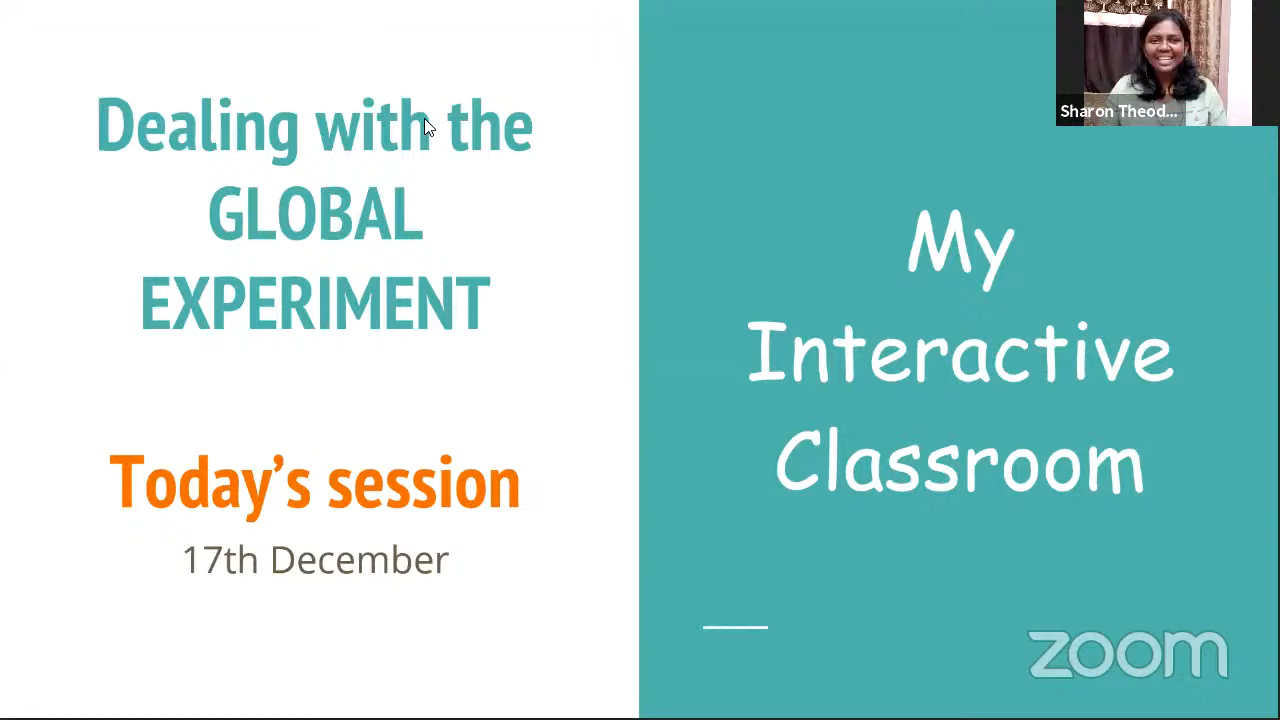 Dealing with the
GLOBAL
EXPERIMENT
Today's session
17th December
Sharon Theod...
My
Interactive
Classroom
zoom